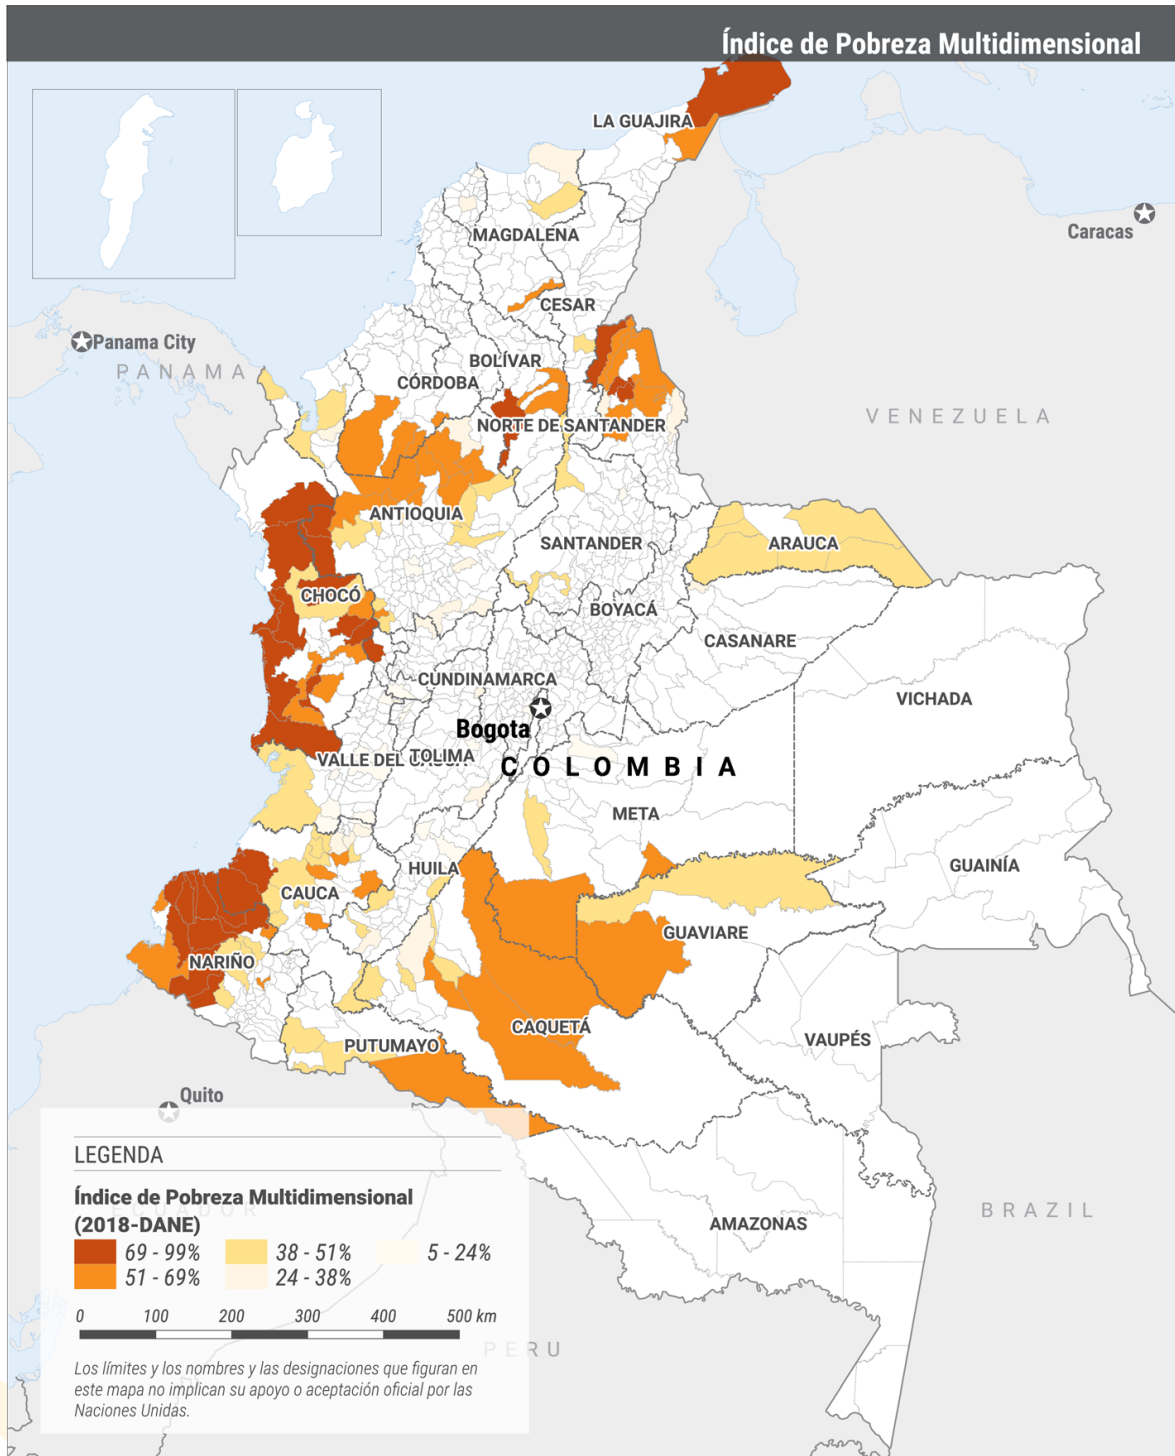 Índice de Pobreza Multidimensional
LA GUAJIRA
Caracas
MAGDALENA
CESAR
Panama City
PANAMA
BOLÍVAR
CÓRDOBA
VENEZUELA
NORTE DE SANTANDER
ANTIOQUIA
SANTANDER
ARAUCA
CHOCÓ
BOYACÁ
CASANARE
CUNDINAMARCA
VICHADA
Bogota
VALLE DEL CAUCA
TOLIMA
COLOMBIA
META
HUILA
GUAINÍA
CAUCA
GUAVIARE
NARIÑO
CAQUETÁ
VAUPÉS
PUTUMAYO
Quito
ECUADOR
BRAZIL
AMAZONAS
PERU
LEGENDA
Índice de Pobreza Multidimensional
(2018-DANE)
69 - 99% 38 - 51% 5 - 24%
51 - 69% 24 - 38%
0 100 200 300 400 500 km
Los límites y los nombres y las designaciones que figuran en
este mapa no implican su apoyo o aceptación oficial por las
Naciones Unidas.